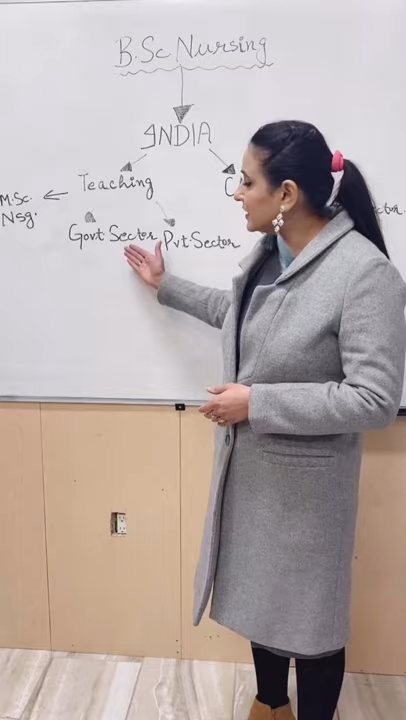 B.Sc Nursing
INDIA
Teaching C
M.Sc.
Nsg.
Govt Sector Pvt. Sector